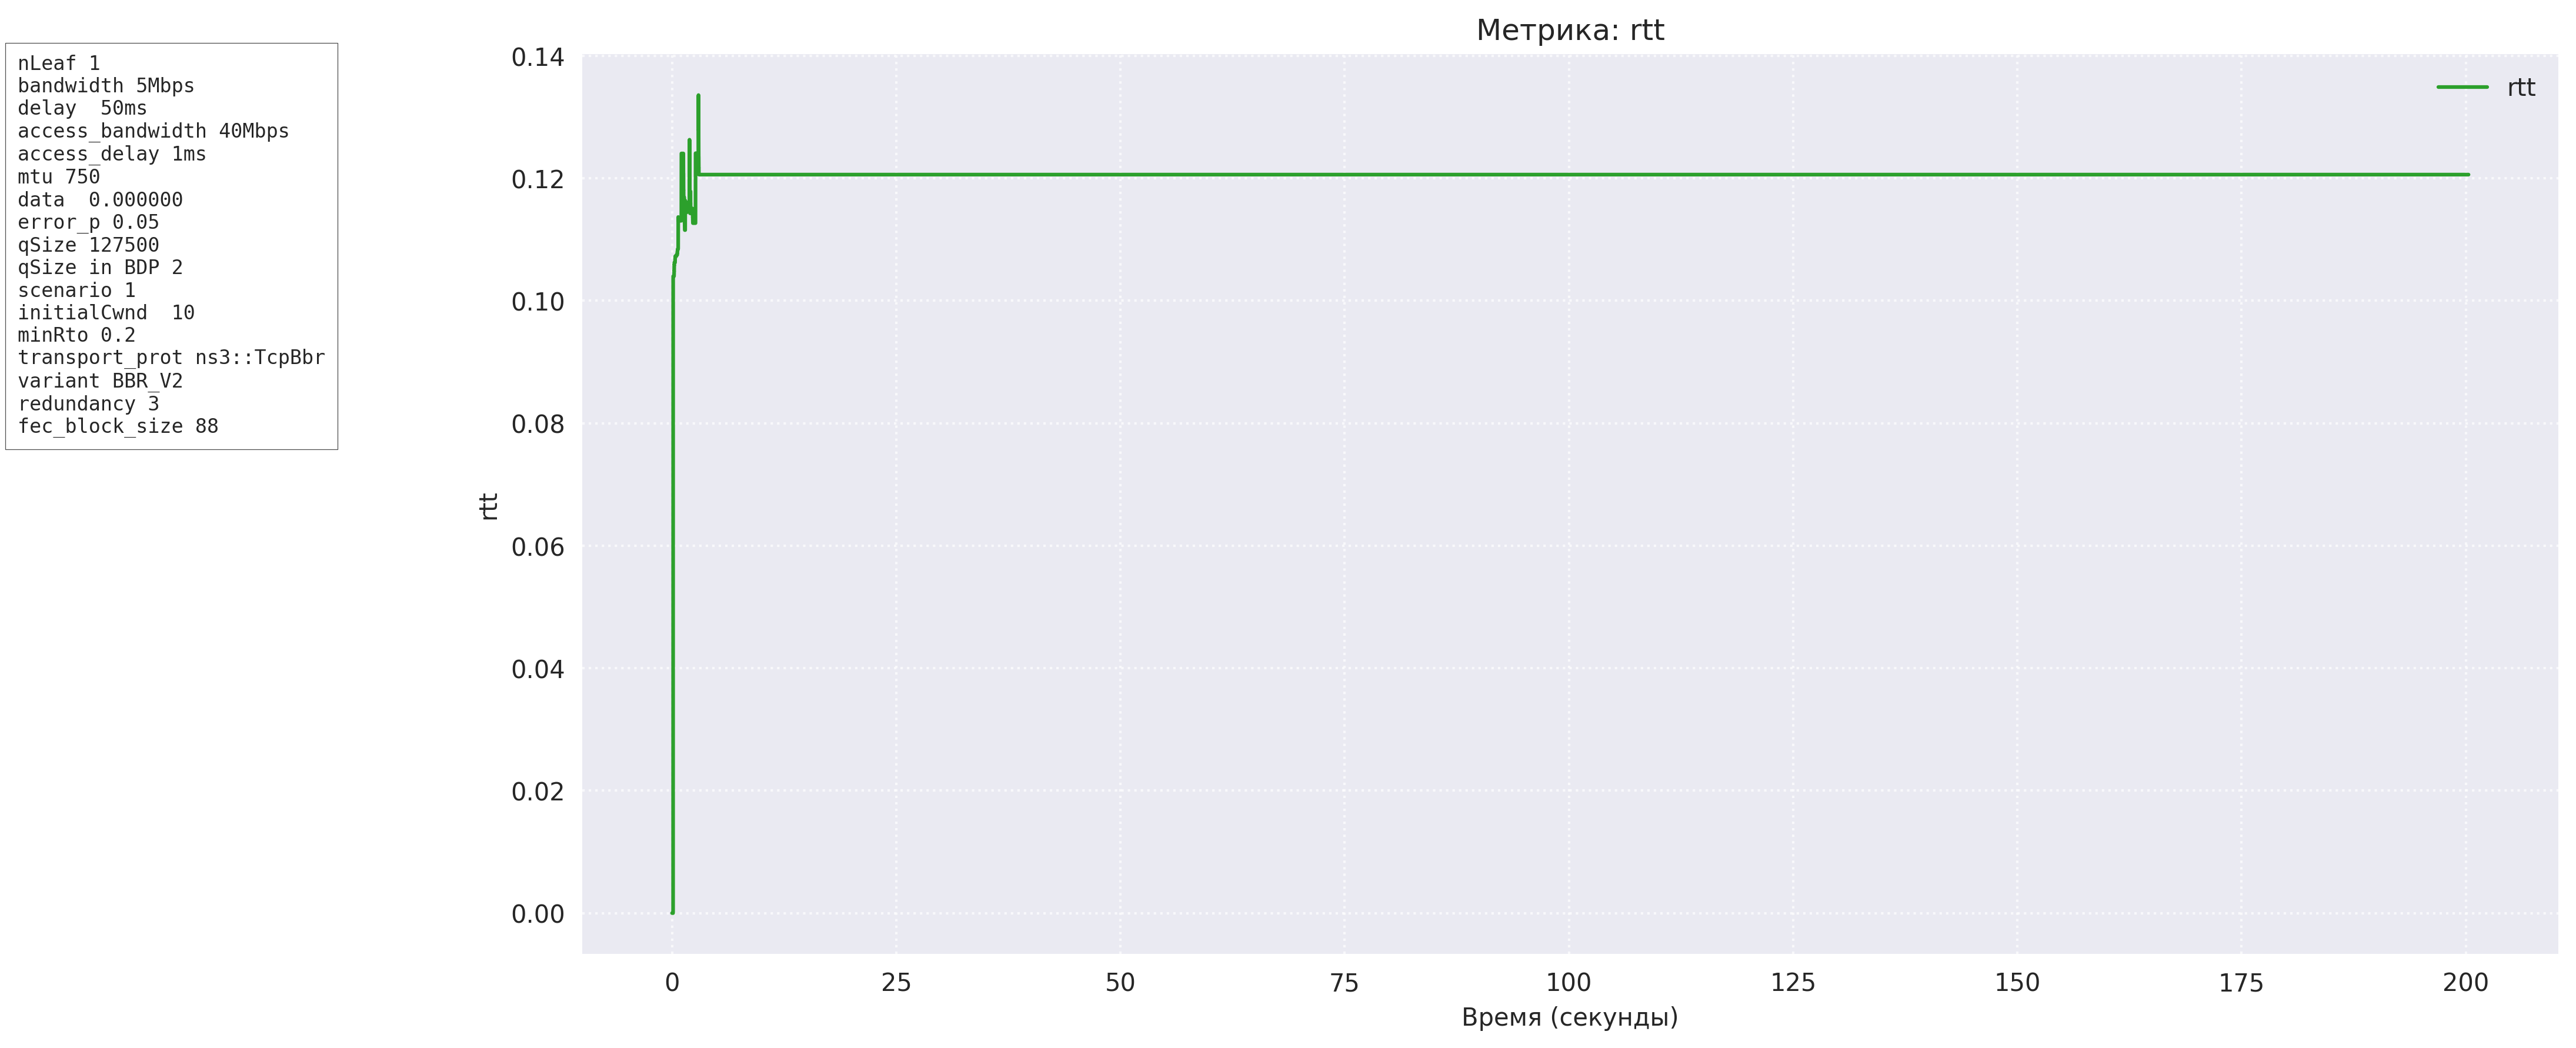 Метрика: rtt
nLeaf 1
bandwidth 5Mbps
delay  50ms
access_bandwidth 40Mbps
access_delay 1ms
mtu 750
data  0.000000
error_p 0.05
qSize 127500
qSize in BDP 2
scenario 1
initialCwnd  10
minRto 0.2
transport_prot ns3::TcpBbr
variant BBR_V2
redundancy 3
fec_block_size 88
rtt
0.14
0.12
0.10
0.08
0.06
0.04
0.02
0.00
rtt
0 25 50 75 100 125 150 175 200
Время (секунды)